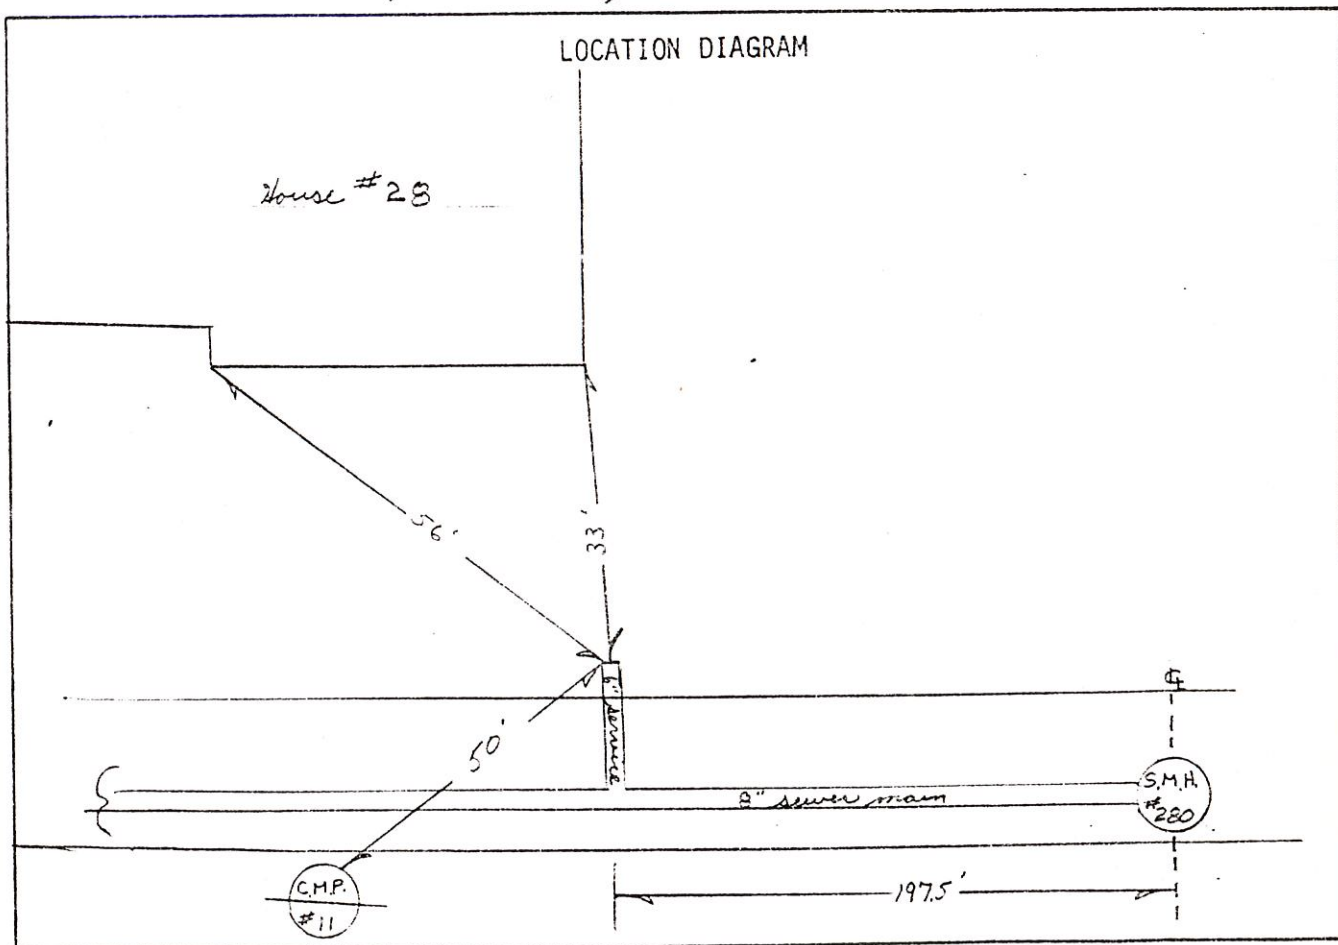 LOCATION DIAGRAM
House #28
56'
33'
6" service
50'
℄
8" sewer main
S.M.H.
#280
C.M.P.
#11
197.5'